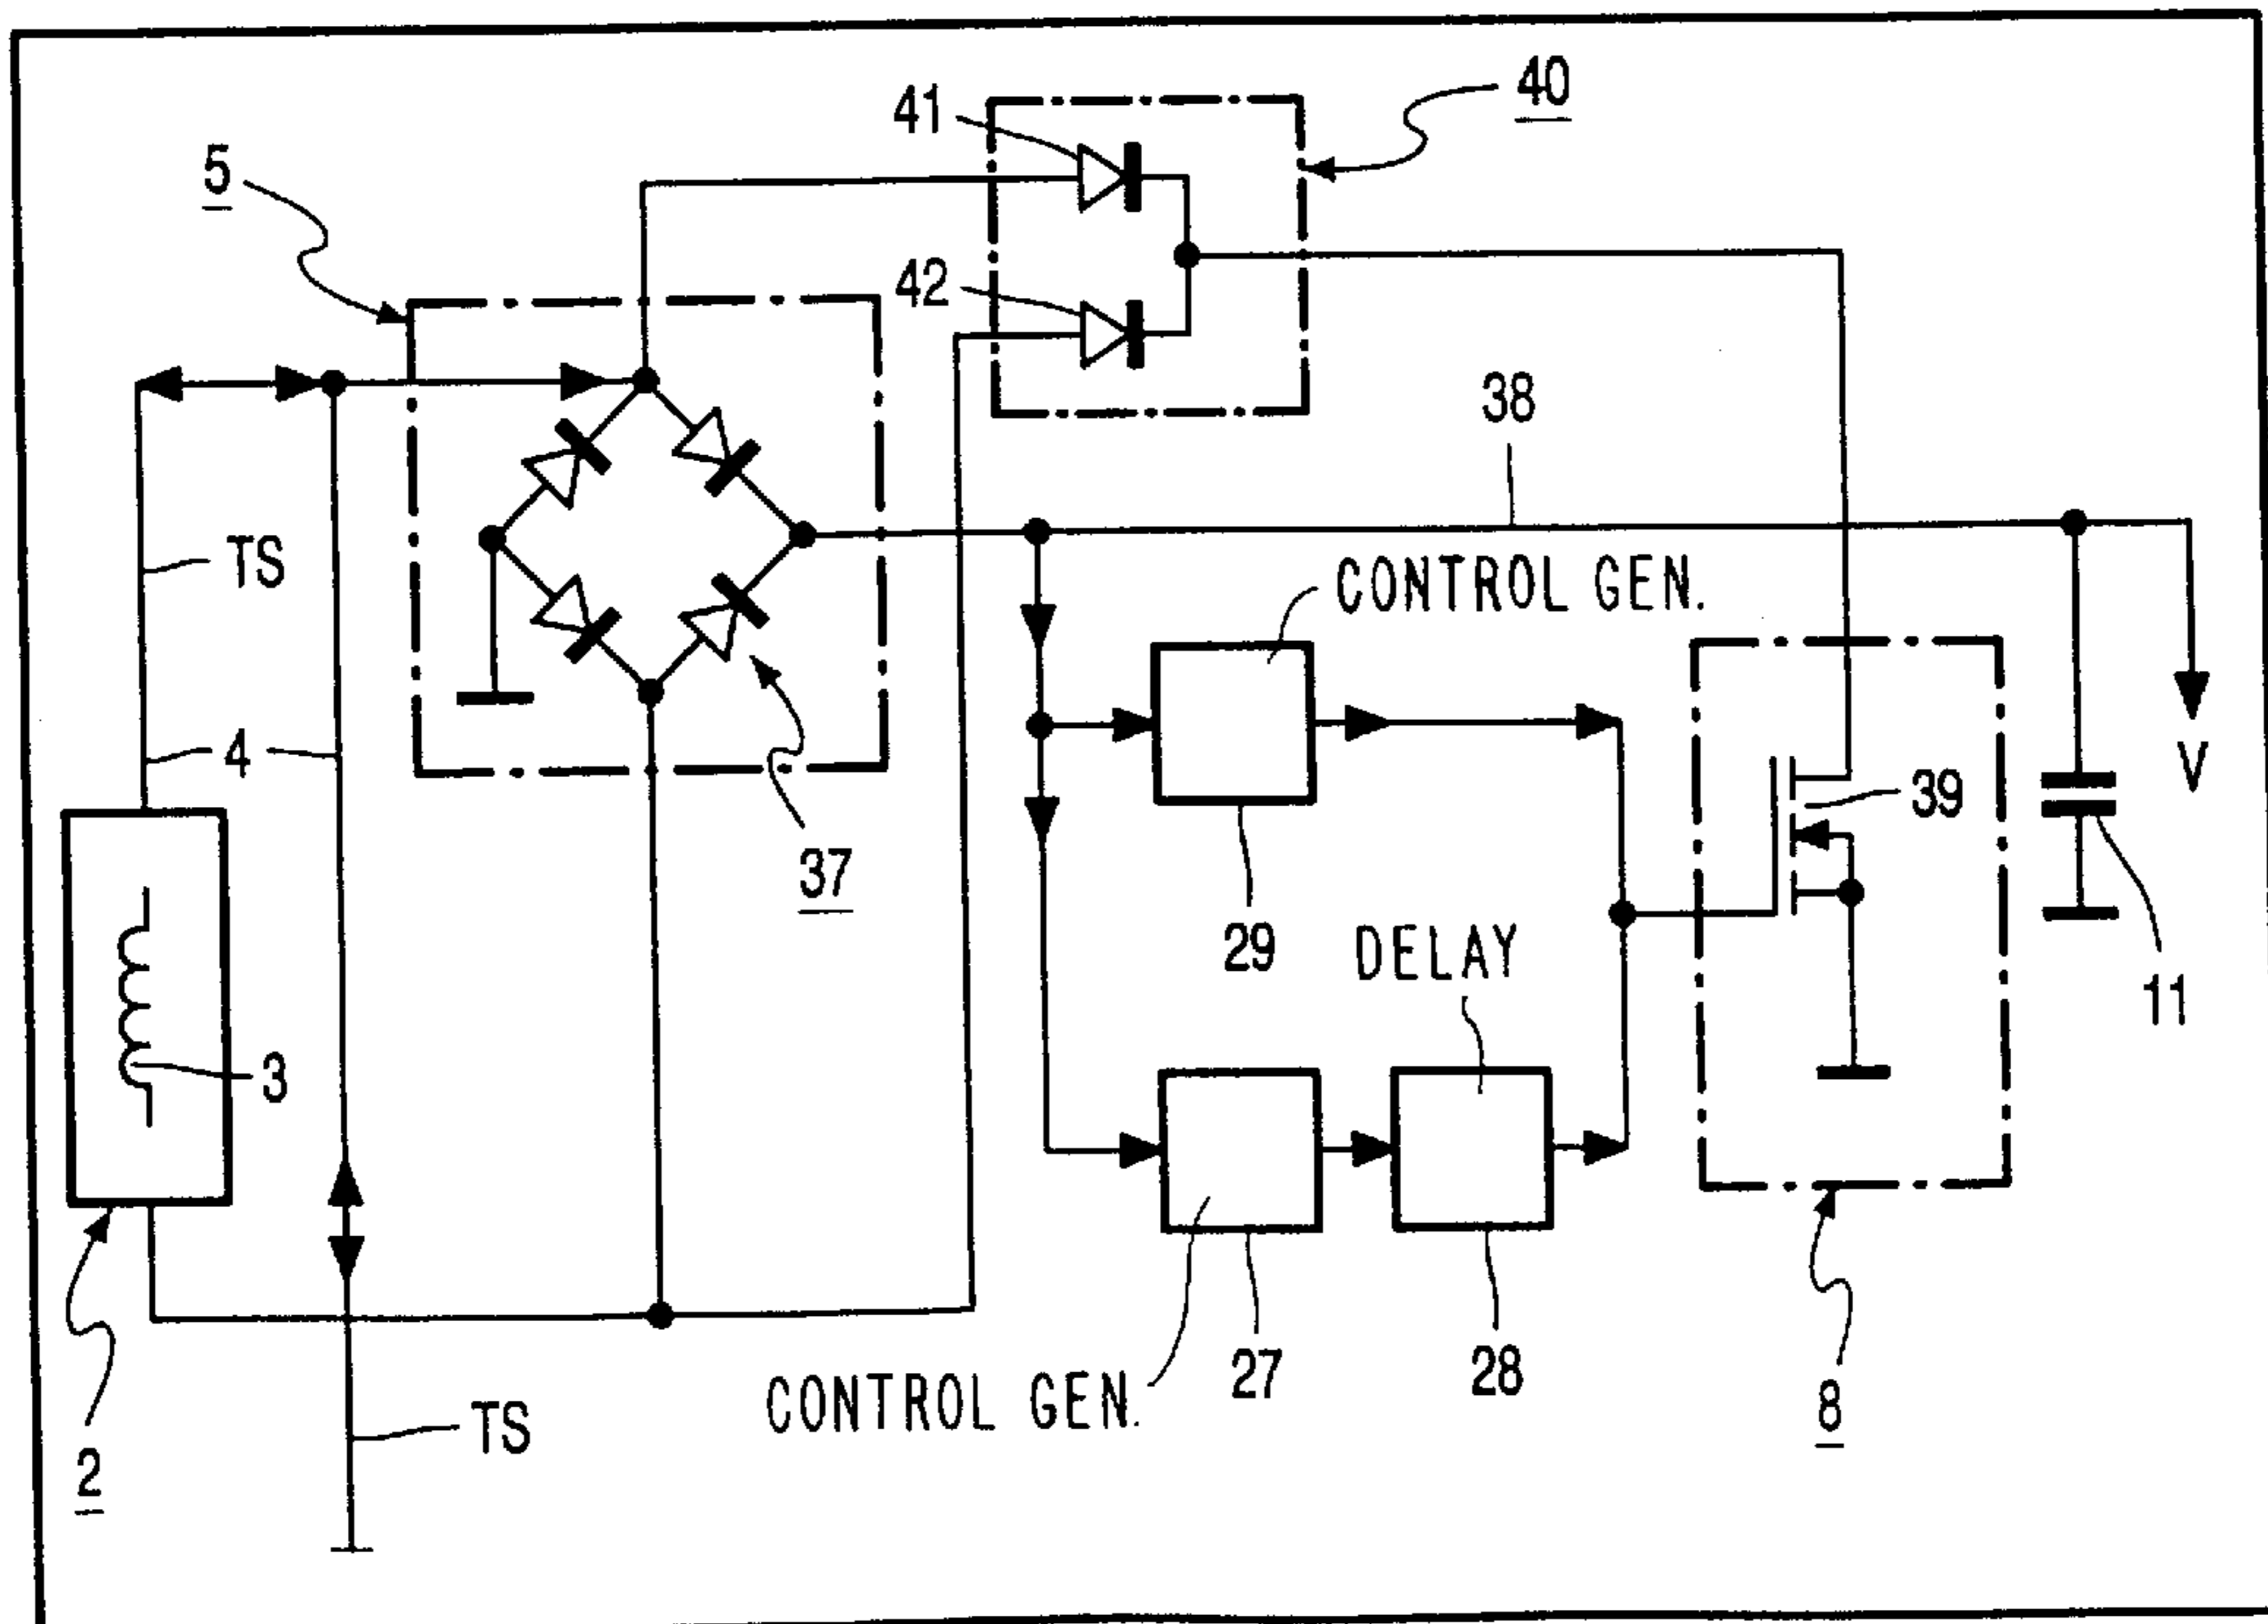 40
41
5
42
38
TS
CONTROL GEN.
4
V
39
37
29
DELAY
11
3
27
28
CONTROL GEN.
8
TS
2